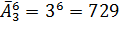 Ā₃⁶ = 3⁶ = 729